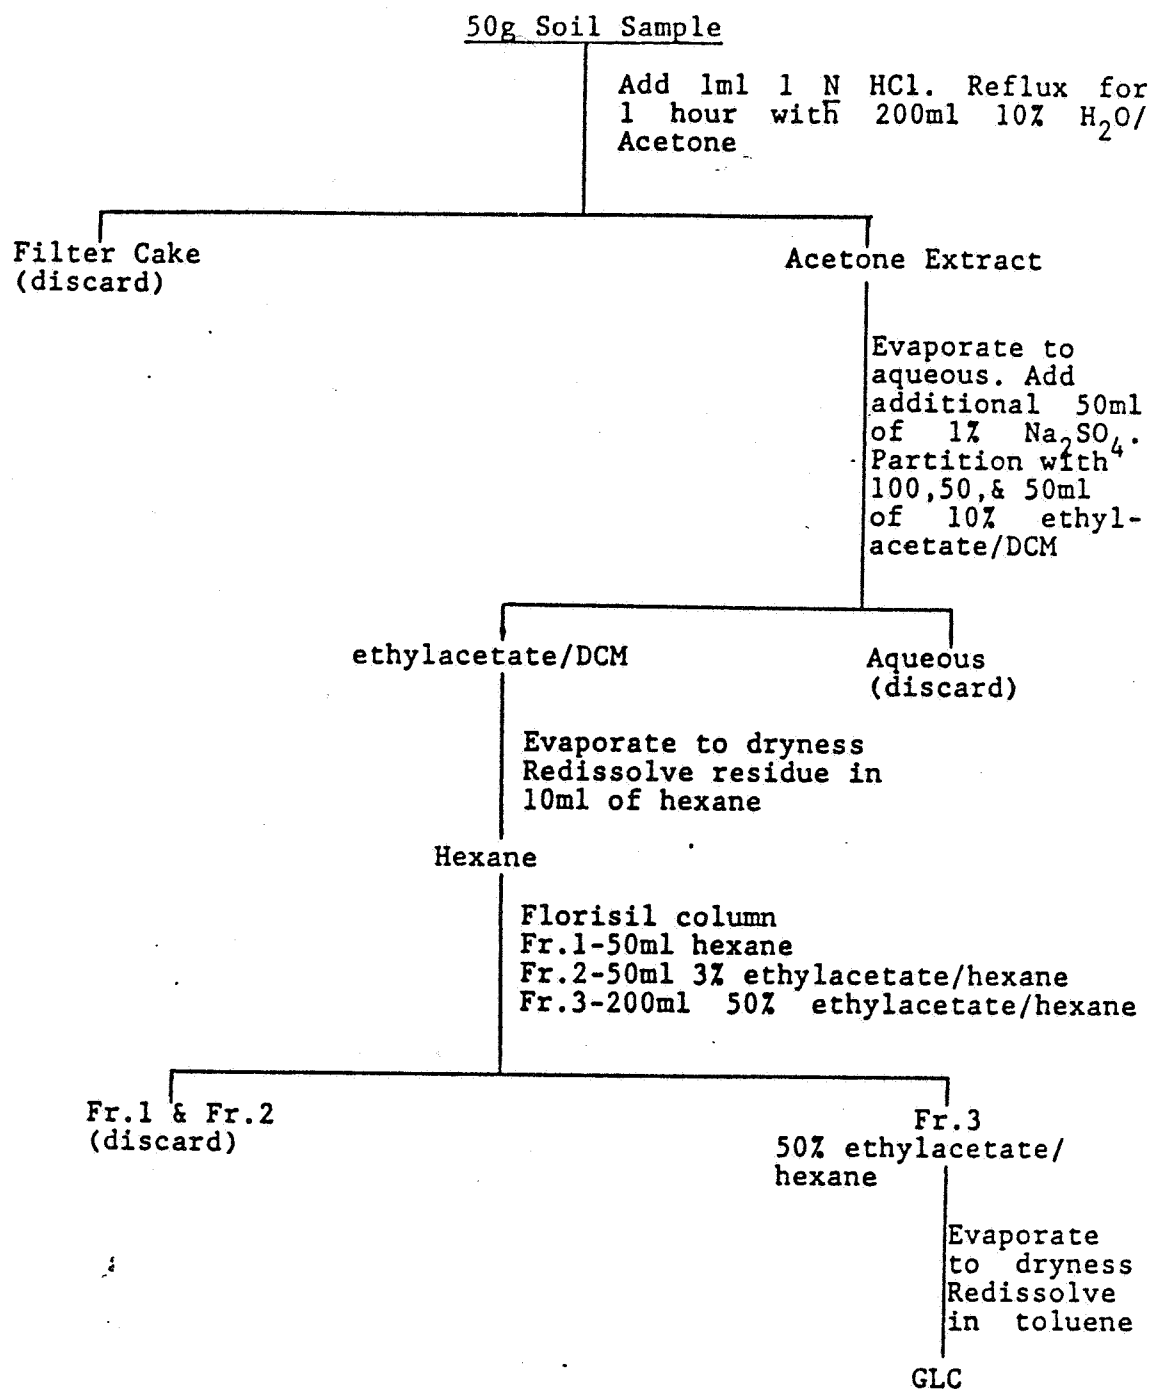 50g Soil Sample
Add 1ml 1 N HCl. Reflux for
1 hour with 200ml 10% H2O/
Acetone
Filter Cake
(discard)
Acetone Extract
Evaporate to
aqueous. Add
additional 50ml
of 1% Na2SO4.
Partition with
100,50,& 50ml
of 10% ethyl-
acetate/DCM
ethylacetate/DCM
Aqueous
(discard)
Evaporate to dryness
Redissolve residue in
10ml of hexane
Hexane
Florisil column
Fr.1-50ml hexane
Fr.2-50ml 3% ethylacetate/hexane
Fr.3-200ml 50% ethylacetate/hexane
Fr.1 & Fr.2
(discard)
Fr.3
50% ethylacetate/
hexane
Evaporate
to dryness
Redissolve
in toluene
GLC